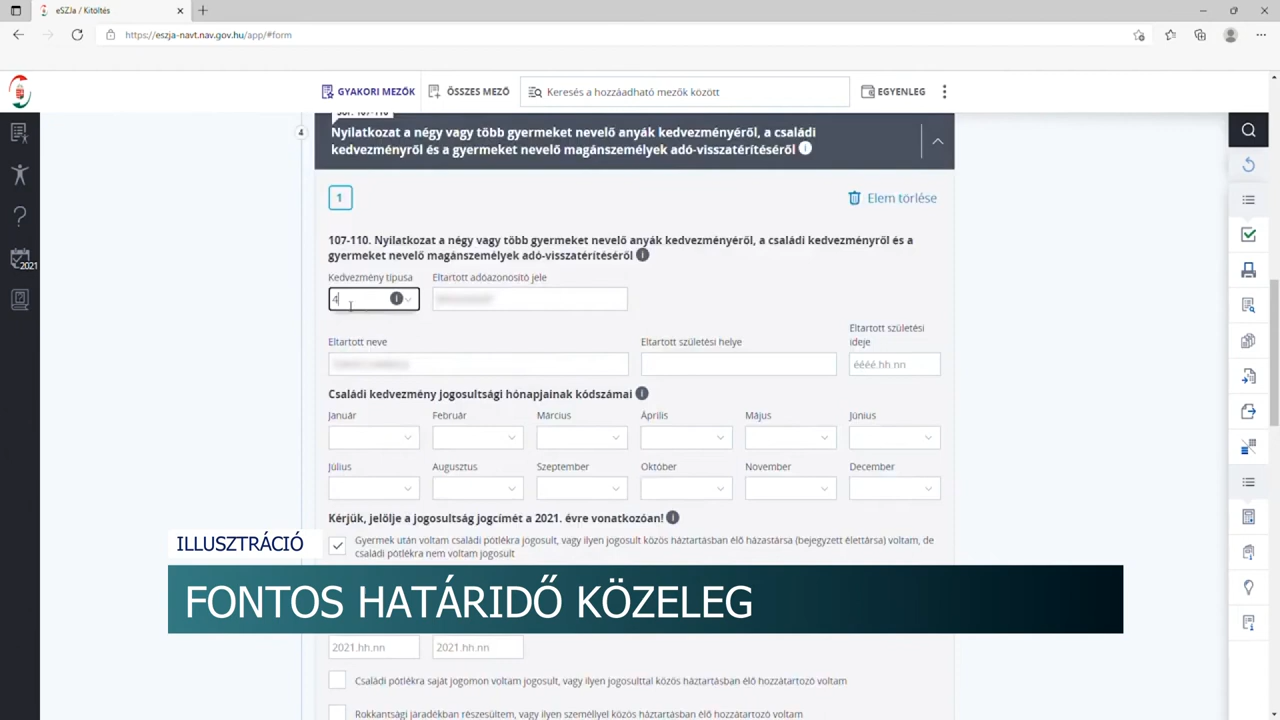 eSZJa / Kitöltés
https://eszja-navt.nav.gov.hu/app/#form
GYAKORI MEZŐK
ÖSSZES MEZŐ
Keresés a hozzáadható mezők között
EGYENLEG
4
Nyilatkozat a négy vagy több gyermeket nevelő anyák kedvezményéről, a családi
kedvezményről és a gyermeket nevelő magánszemélyek adó-visszatérítéséről
1
Elem törlése
107-110. Nyilatkozat a négy vagy több gyermeket nevelő anyák kedvezményéről, a családi kedvezményről és a
gyermeket nevelő magánszemélyek adó-visszatérítéséről
Kedvezmény típusa
Eltartott adóazonosító jele
4
2021
Eltartott neve
Eltartott születési helye
Eltartott születési
ideje
éééé.hh.nn
Családi kedvezmény jogosultsági hónapjainak kódszámai
Január
Február
Március
Április
Május
Június
Július
Augusztus
Szeptember
Október
November
December
Kérjük, jelölje a jogosultság jogcímét a 2021. évre vonatkozóan!
Gyermek után voltam családi pótlékra jogosult, vagy ilyen jogosult közös háztartásban élő házastársa (bejegyzett élettársa) voltam, de
családi pótlékra nem voltam jogosult
ILLUSZTRÁCIÓ
FONTOS HATÁRIDŐ KÖZELEG
2021.hh.nn
2021.hh.nn
Családi pótlékra saját jogomon voltam jogosult, vagy ilyen jogosulttal közös háztartásban élő hozzátartozó voltam
Rokkantsági járadékban részesültem, vagy ilyen személlyel közös háztartásban élő hozzátartozó voltam